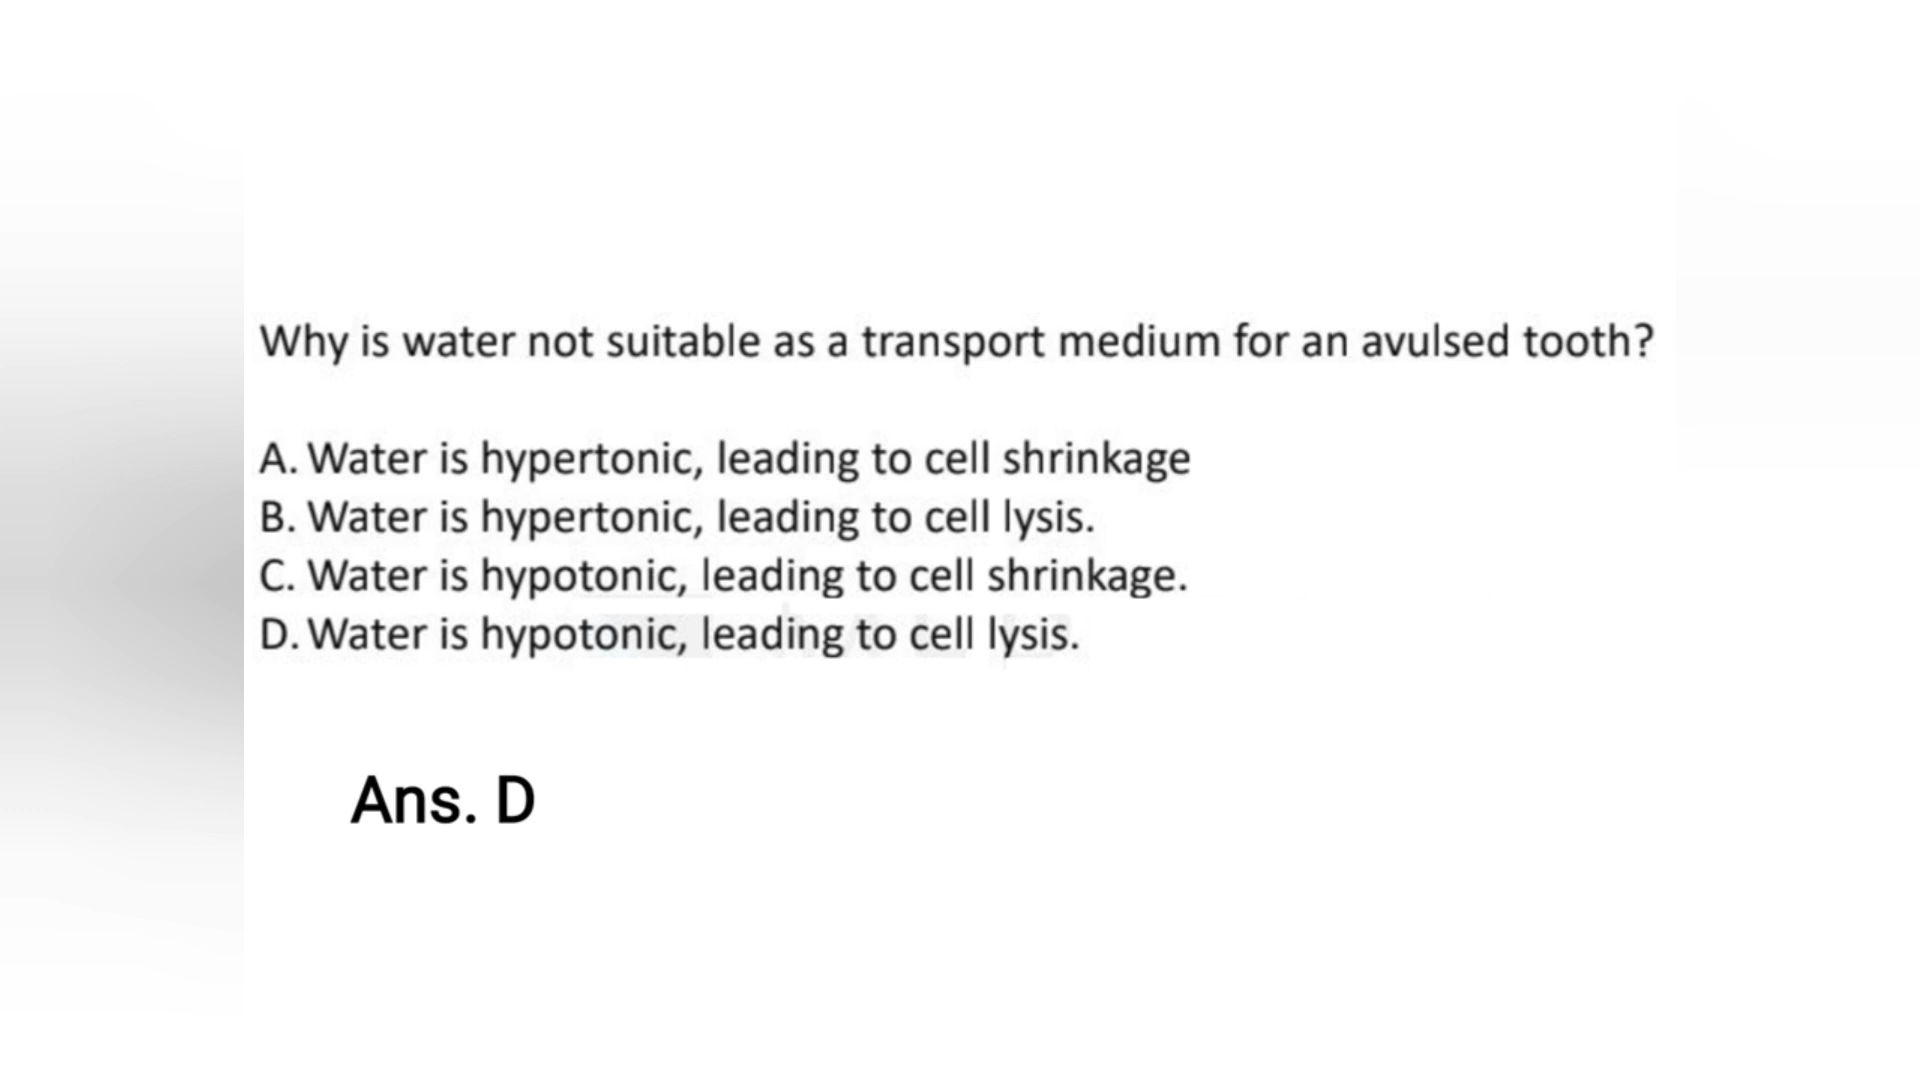 Why is water not suitable as a transport medium for an avulsed tooth?
A. Water is hypertonic, leading to cell shrinkage
B. Water is hypertonic, leading to cell lysis.
C. Water is hypotonic, leading to cell shrinkage.
D. Water is hypotonic, leading to cell lysis.
Ans. D